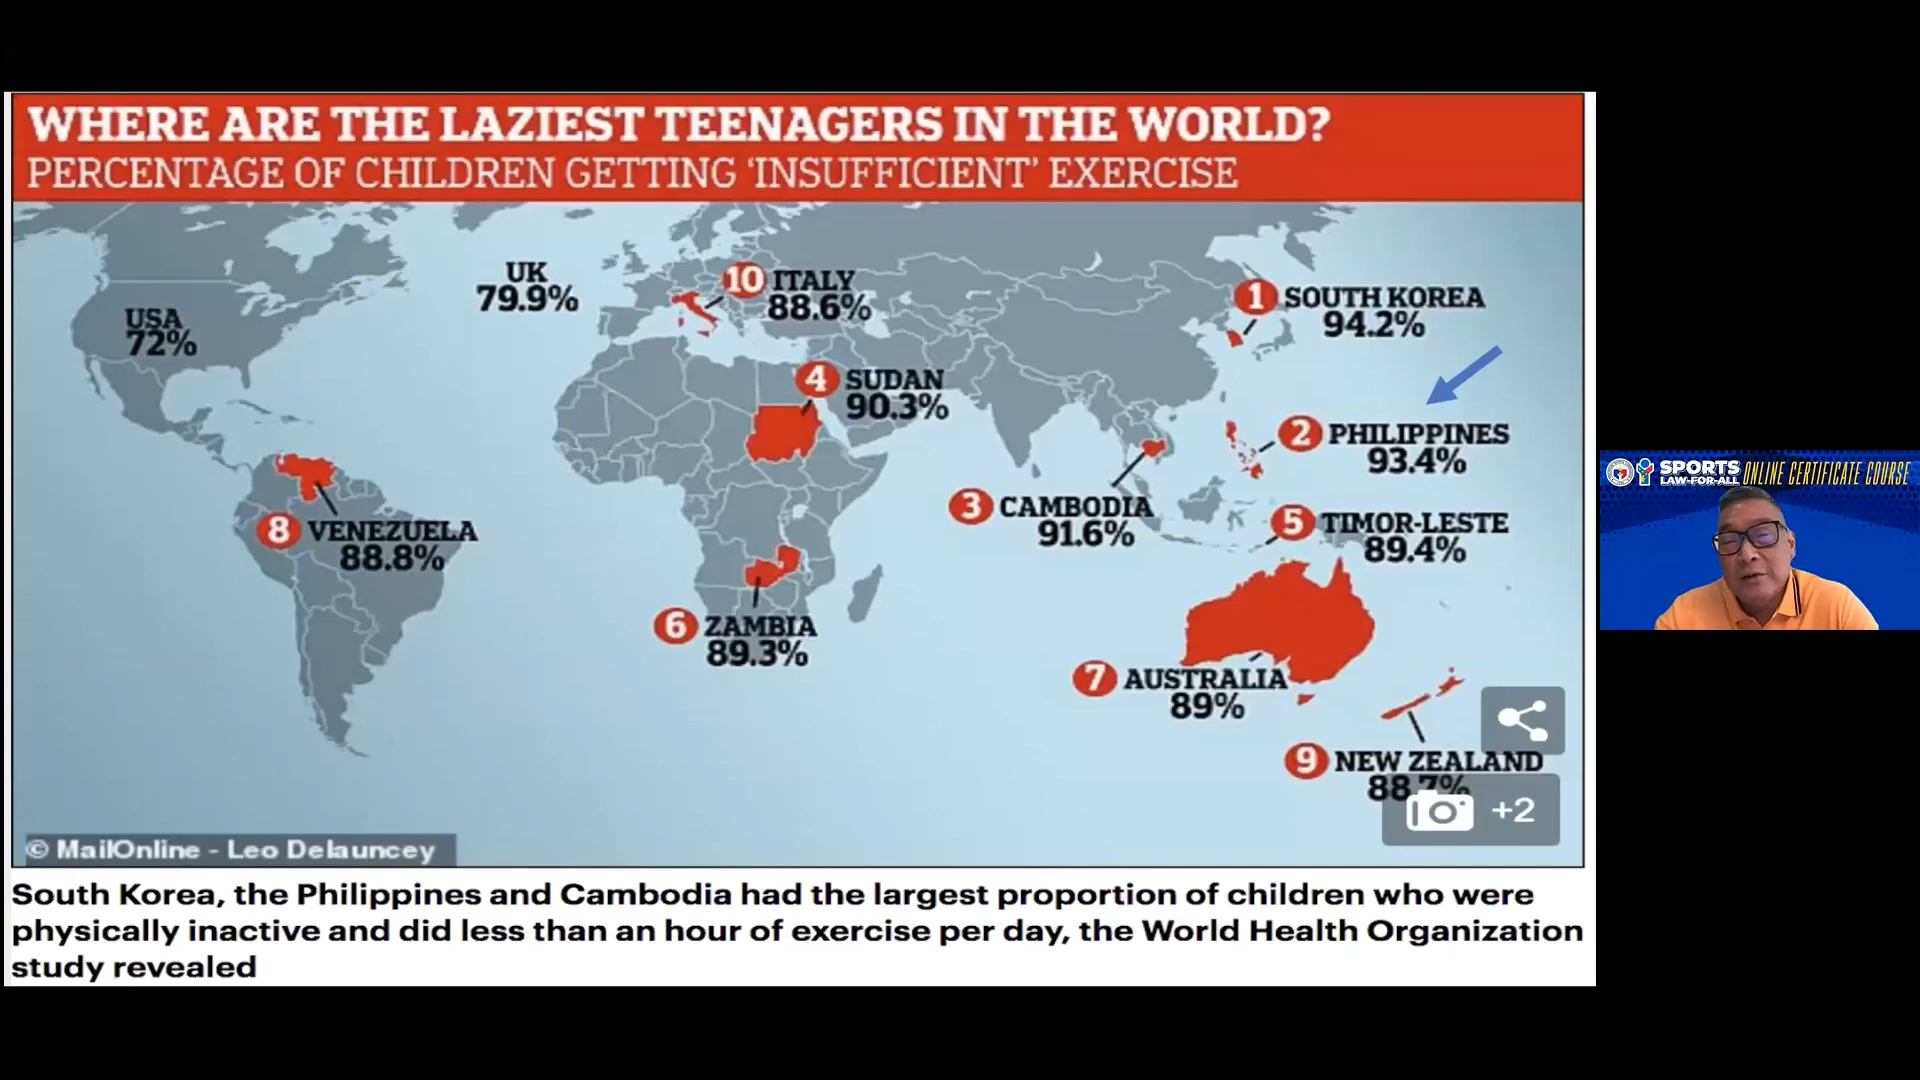 WHERE ARE THE LAZIEST TEENAGERS IN THE WORLD?
PERCENTAGE OF CHILDREN GETTING ‘INSUFFICIENT’ EXERCISE
USA
72%
UK
79.9%
10 ITALY
88.6%
1 SOUTH KOREA
94.2%
4 SUDAN
90.3%
2 PHILIPPINES
93.4%
3 CAMBODIA
91.6%
5 TIMOR-LESTE
89.4%
8 VENEZUELA
88.8%
6 ZAMBIA
89.3%
7 AUSTRALIA
89%
9 NEW ZEALAND
88.7%
+2
© MailOnline - Leo Delauncey
South Korea, the Philippines and Cambodia had the largest proportion of children who were
physically inactive and did less than an hour of exercise per day, the World Health Organization
study revealed
SPORTS
LAW-FOR-ALL
ONLINE CERTIFICATE COURSE